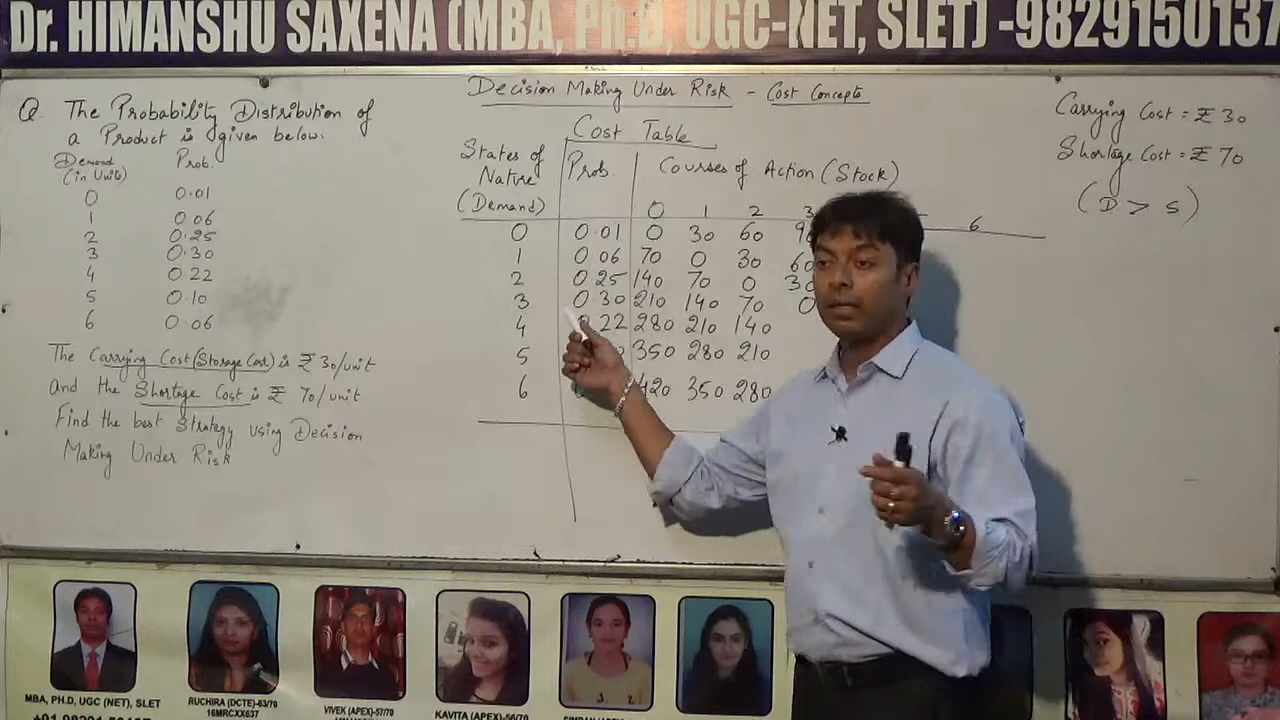 Dr. HIMANSHU SAXENA (MBA, Ph.D, UGC-NET, SLET) -9829150137
Q. The Probability Distribution of
a Product is given below:
Demand Prob.
(in Units)
0 0.01
1 0.06
2 0.25
3 0.30
4 0.22
5 0.10
6 0.06
The Carrying Cost (Storage Cost) is ₹ 30/unit
and the Shortage Cost is ₹ 70/unit
Find the best Strategy using Decision
Making Under Risk
Decision Making Under Risk - Cost Concepts
Cost Table
States of Nature (Demand) Prob. Courses of Action (Stock)
0 1 2 3 6
0 0.01 0 30 60
1 0.06 70 0 30 60
2 0.25 140 70 0 30
3 0.30 210 140 70 0
4 22 280 210 140
5 350 280 210
6 420 350 280
Carrying Cost = ₹ 30
Shortage Cost = ₹ 70
(D > S)
MBA, PH.D, UGC (NET), SLET
RUCHIRA (DCTE)-63/70
16MRCXX637
VIVEK (APEX)-57/70
KAVITA (APEX)-56/70